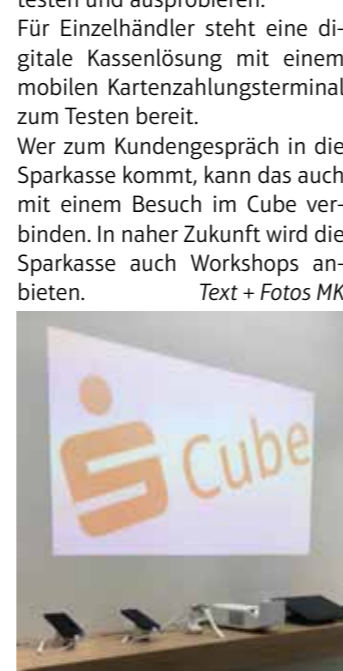 testen und ausprobieren.
Für Einzelhändler steht eine di-
gitale Kassenlösung mit einem
mobilen Kartenzahlungsterminal
zum Testen bereit.
Wer zum Kundengespräch in die
Sparkasse kommt, kann das auch
mit einem Besuch im Cube ver-
binden. In naher Zukunft wird die
Sparkasse auch Workshops an-
bieten. Text + Fotos MK
Cube